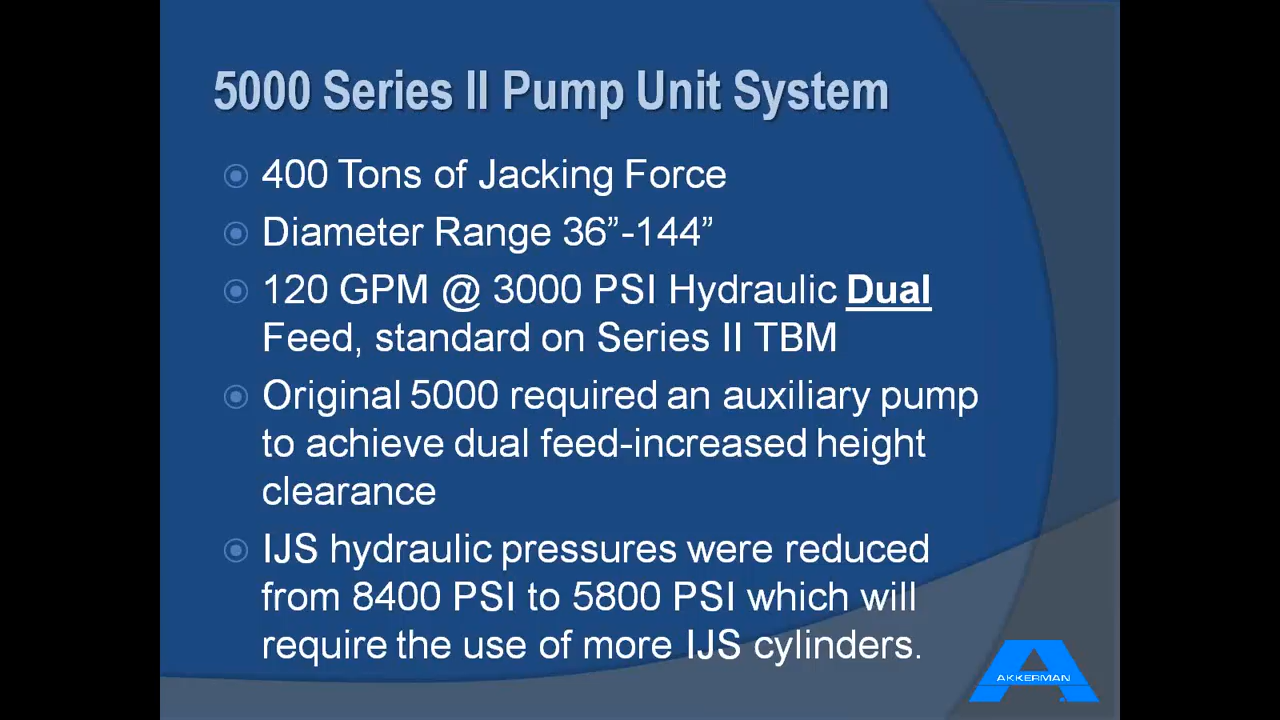 5000 Series II Pump Unit System
400 Tons of Jacking Force
Diameter Range 36”-144”
120 GPM @ 3000 PSI Hydraulic Dual
Feed, standard on Series II TBM
Original 5000 required an auxiliary pump
to achieve dual feed-increased height
clearance
IJS hydraulic pressures were reduced
from 8400 PSI to 5800 PSI which will
require the use of more IJS cylinders.
AKKERMAN